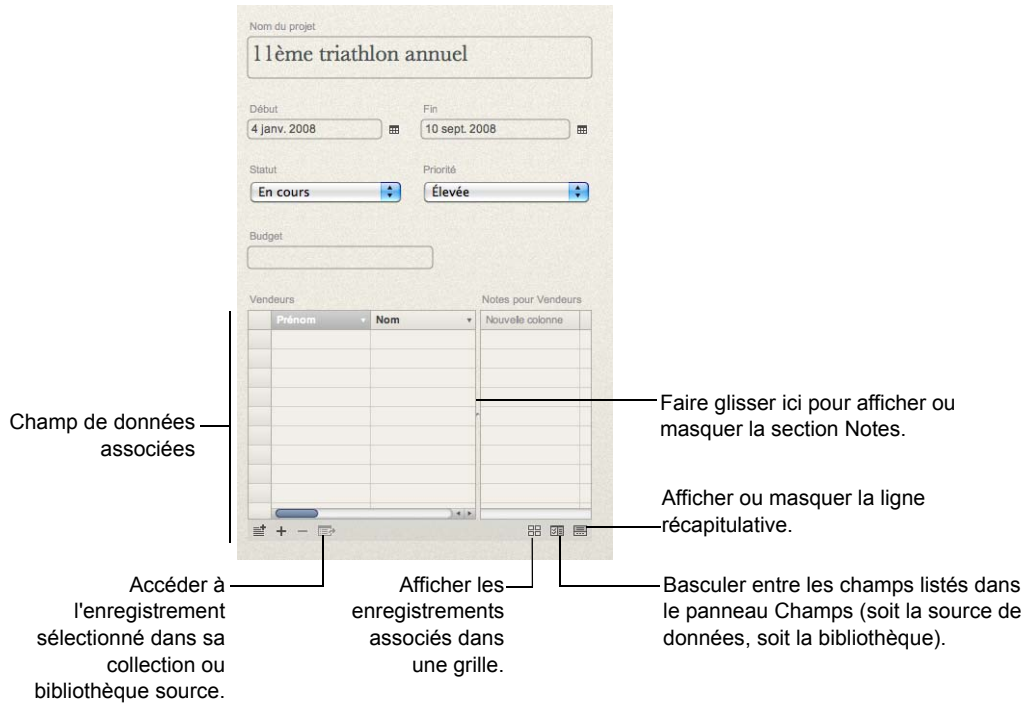 Nom du projet
11ème triathlon annuel
Début
Fin
4 janv. 2008
10 sept. 2008
Statut
Priorité
En cours
Élevée
Budget
Vendeurs
Notes pour Vendeurs
Prénom
Nom
Nouvelle colonne
Champ de données
associées
Faire glisser ici pour afficher ou
masquer la section Notes.
Afficher ou masquer la ligne
récapitulative.
Accéder à
l'enregistrement
sélectionné dans sa
collection ou
bibliothèque source.
Afficher les
enregistrements
associés dans
une grille.
Basculer entre les champs listés dans
le panneau Champs (soit la source de
données, soit la bibliothèque).